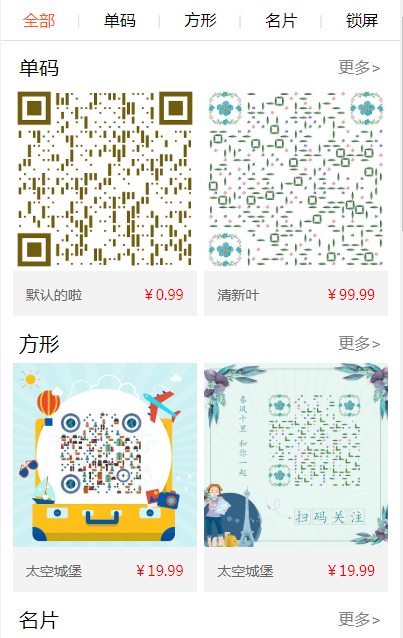 全部 单码 方形 名片 锁屏
单码 更多>
默认的啦 ¥0.99 清新叶 ¥99.99
方形 更多>
春风十里 和你一起
扫码关注
太空城堡 ¥19.99 太空城堡 ¥19.99
名片 更多>